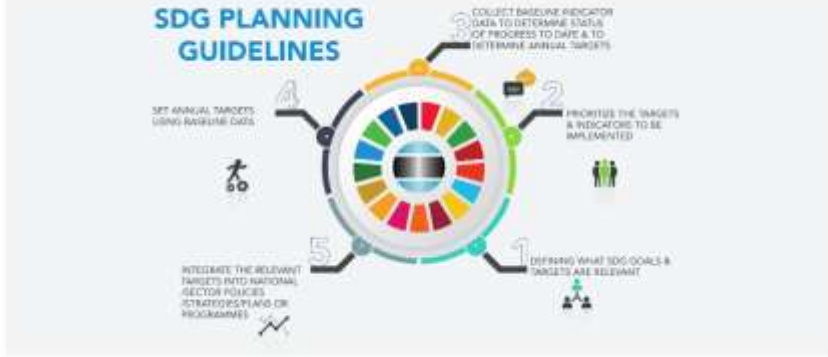 SDG PLANNING
GUIDELINES
3
COLLECT BASELINE INDICATOR
DATA TO DETERMINE STATUS
OF PROGRESS TO DATE & TO
DETERMINE ANNUAL TARGETS
4
SET ANNUAL TARGETS
USING BASELINE DATA
2
PRIORITIZE THE TARGETS
& INDICATORS TO BE
IMPLEMENTED
5
INTEGRATE THE RELEVANT
TARGETS INTO NATIONAL
/SECTOR POLICIES
/STRATEGIES/PLANS OR
PROGRAMMES
1
DEFINING WHAT SDG GOALS &
TARGETS ARE RELEVANT